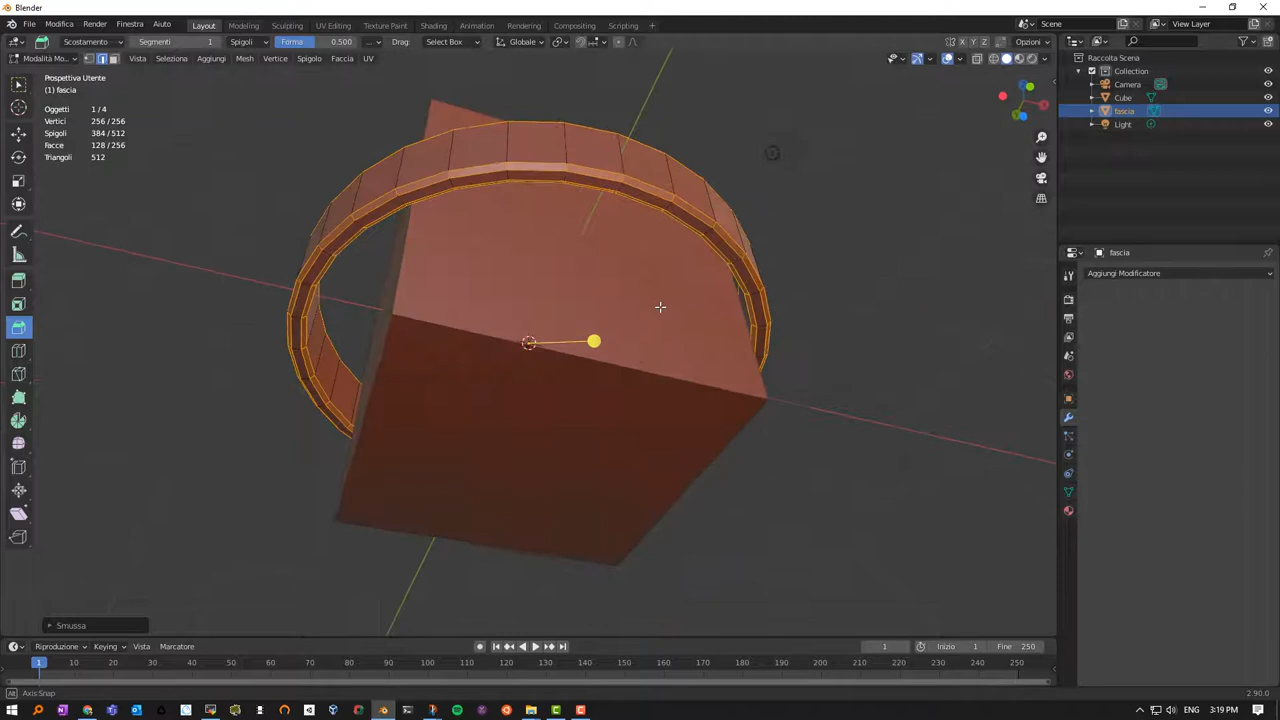 Blender
File Modifica Render Finestra Aiuto Layout Modeling Sculpting UV Editing Texture Paint Shading Animation Rendering Compositing Scripting + Scene View Layer
Scostamento Segmenti 1 Spigoli Forma 0.500 ... Drag: Select Box Globale X Y Z Opzioni
Modalità Mo... Vista Seleziona Aggiungi Mesh Vertice Spigolo Faccia UV
Raccolta Scena
Collection
Camera
Cube
fascia
Light
Prospettiva Utente
(1) fascia
Oggetti 1 / 4
Vertici 256 / 256
Spigoli 384 / 512
Facce 128 / 256
Triangoli 512
fascia
Aggiungi Modificatore
Smussa
Riproduzione Keying Vista Marcatore 1 Inizio 1 Fine 250
1 10 20 30 40 50 60 70 80 90 100 110 120 130 140 150 160 170 180 190 200 210 220 230 240 250
Alt Axis Snap 2.90.0
ENG 3:19 PM